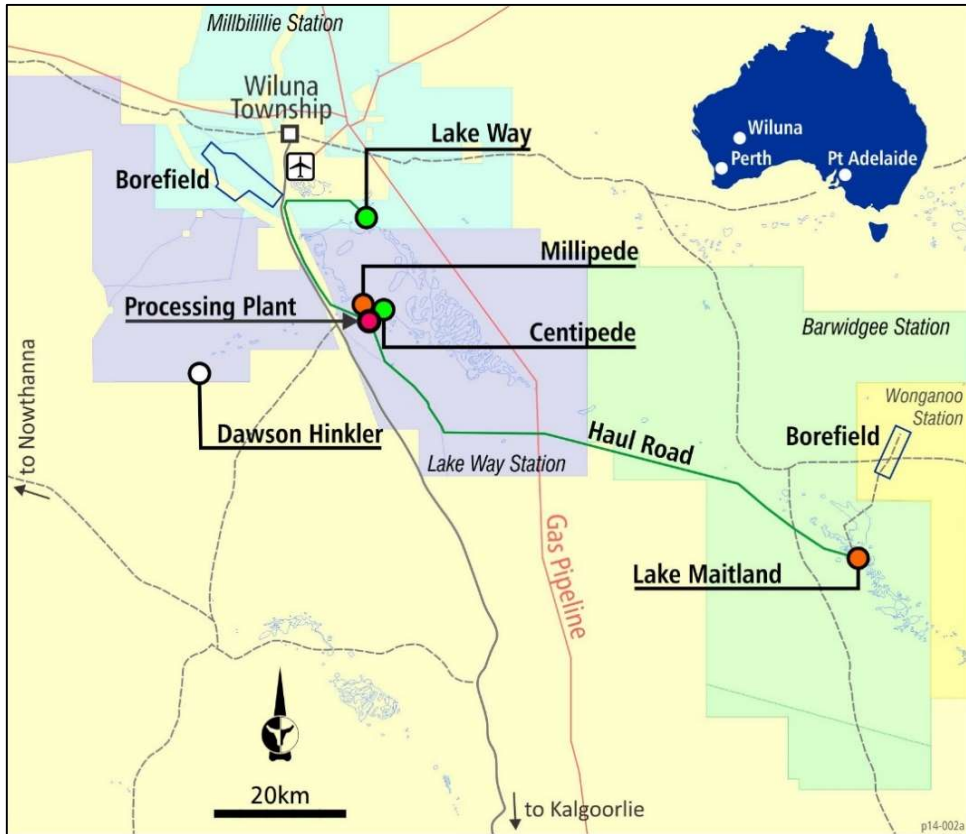 Millbilillie Station
Wiluna
Township
Lake Way
Borefield
Wiluna
Perth
Pt Adelaide
Millipede
Processing Plant
Centipede
Barwidgee Station
Wonganoo
Station
Dawson Hinkler
to Nowthanna
Lake Way Station
Haul Road
Borefield
Gas Pipeline
Lake Maitland
20km
to Kalgoorlie
p14-002a